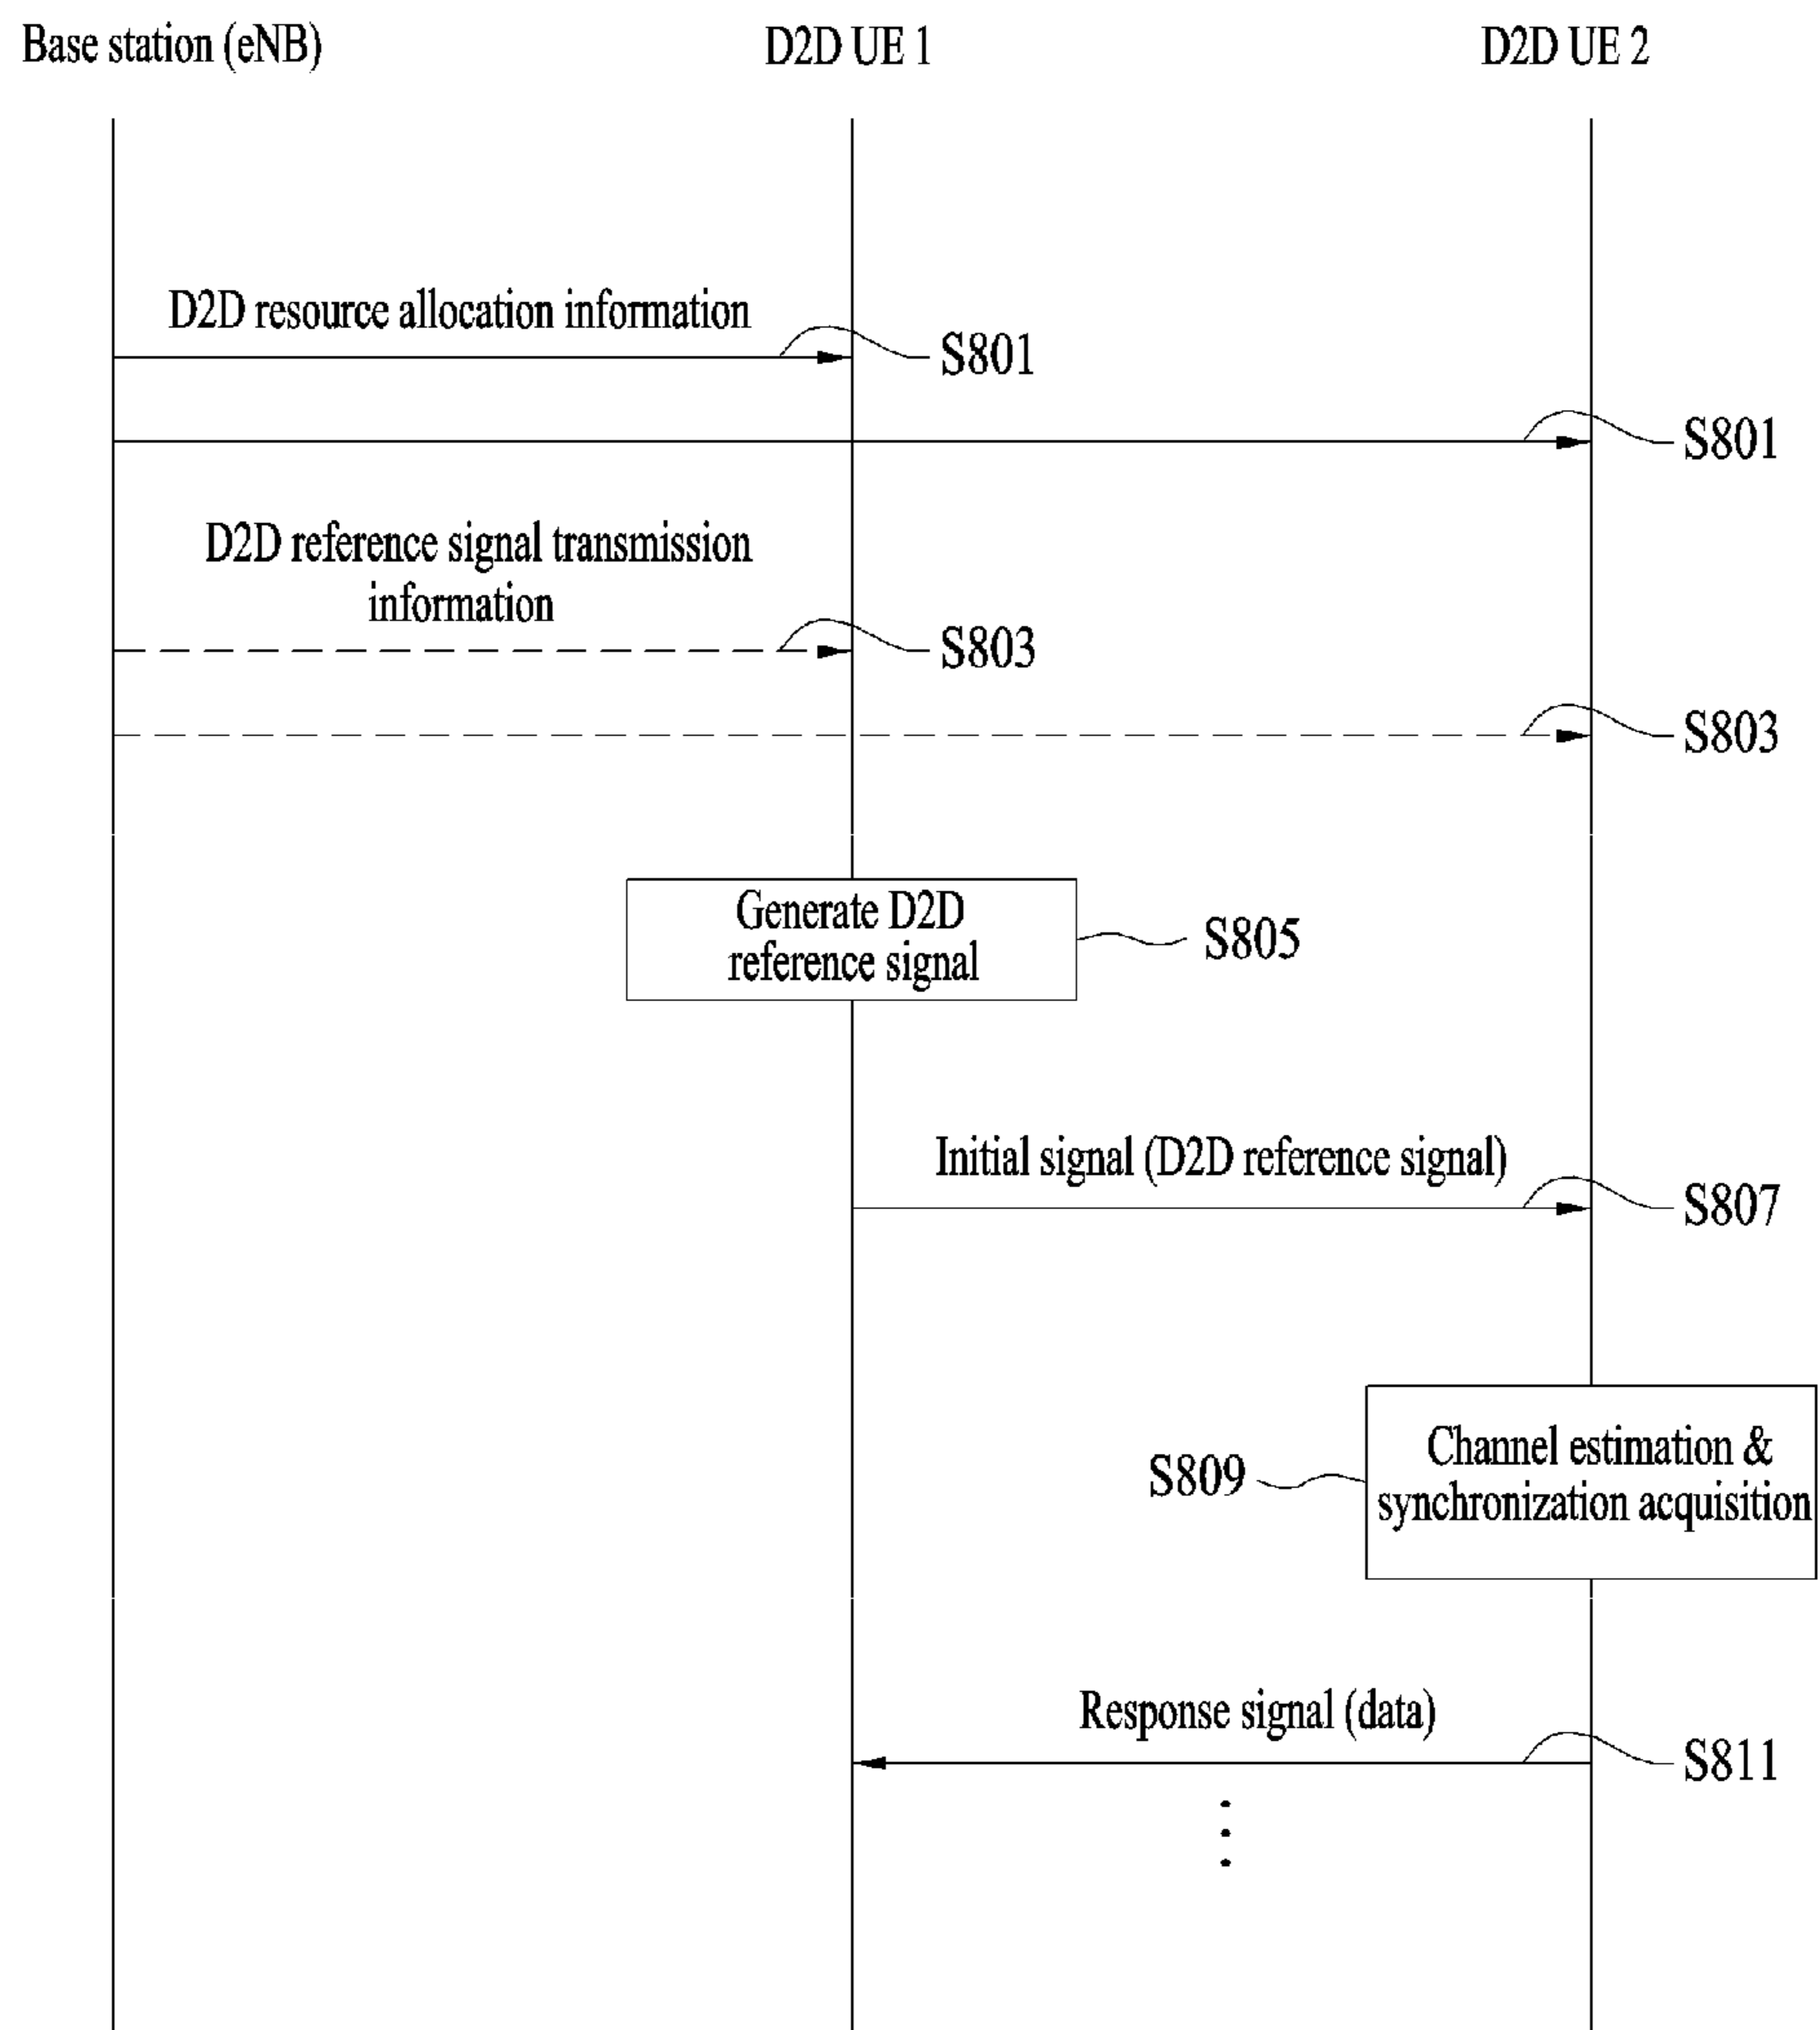 Base station (eNB)
D2D UE 1
D2D UE 2
D2D resource allocation information
S801
S801
D2D reference signal transmission
information
S803
S803
Generate D2D
reference signal
S805
Initial signal (D2D reference signal)
S807
Channel estimation &
synchronization acquisition
S809
Response signal (data)
S811